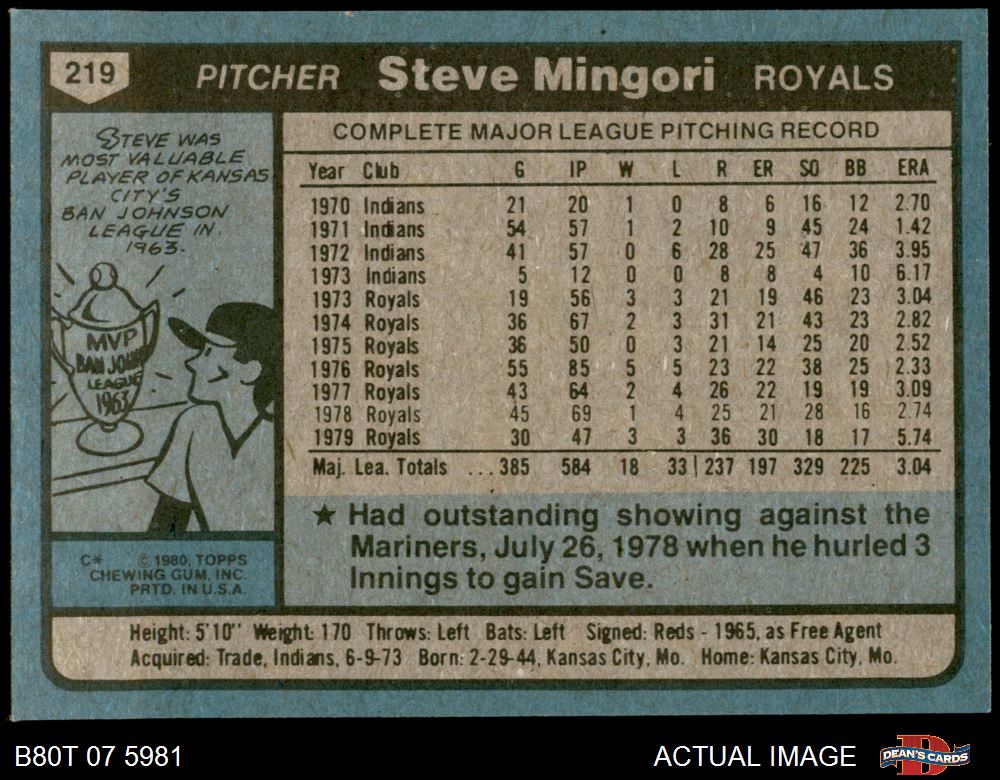 219 PITCHER Steve Mingori ROYALS
STEVE WAS
MOST VALUABLE
PLAYER OF KANSAS
CITY'S
BAN JOHNSON
LEAGUE IN
1963.
MVP
BAN JOHN
LEAGUE
1963
C* © 1980, TOPPS
CHEWING GUM, INC.
PRTD. IN U.S.A.
COMPLETE MAJOR LEAGUE PITCHING RECORD
Year Club G IP W L R ER SO BB ERA
1970 Indians 21 20 1 0 8 6 16 12 2.70
1971 Indians 54 57 1 2 10 9 45 24 1.42
1972 Indians 41 57 0 6 28 25 47 36 3.95
1973 Indians 5 12 0 0 8 8 4 10 6.17
1973 Royals 19 56 3 3 21 19 46 23 3.04
1974 Royals 36 67 2 3 31 21 43 23 2.82
1975 Royals 36 50 0 3 21 14 25 20 2.52
1976 Royals 55 85 5 5 23 22 38 25 2.33
1977 Royals 43 64 2 4 26 22 19 19 3.09
1978 Royals 45 69 1 4 25 21 28 16 2.74
1979 Royals 30 47 3 3 36 30 18 17 5.74
Maj. Lea. Totals ... 385 584 18 33 237 197 329 225 3.04
★ Had outstanding showing against the
Mariners, July 26, 1978 when he hurled 3
Innings to gain Save.
Height: 5'10'' Weight: 170 Throws: Left Bats: Left Signed: Reds - 1965, as Free Agent
Acquired: Trade, Indians, 6-9-73 Born: 2-29-44, Kansas City, Mo. Home: Kansas City, Mo.
B80T 07 5981 ACTUAL IMAGE DEAN'S CARDS